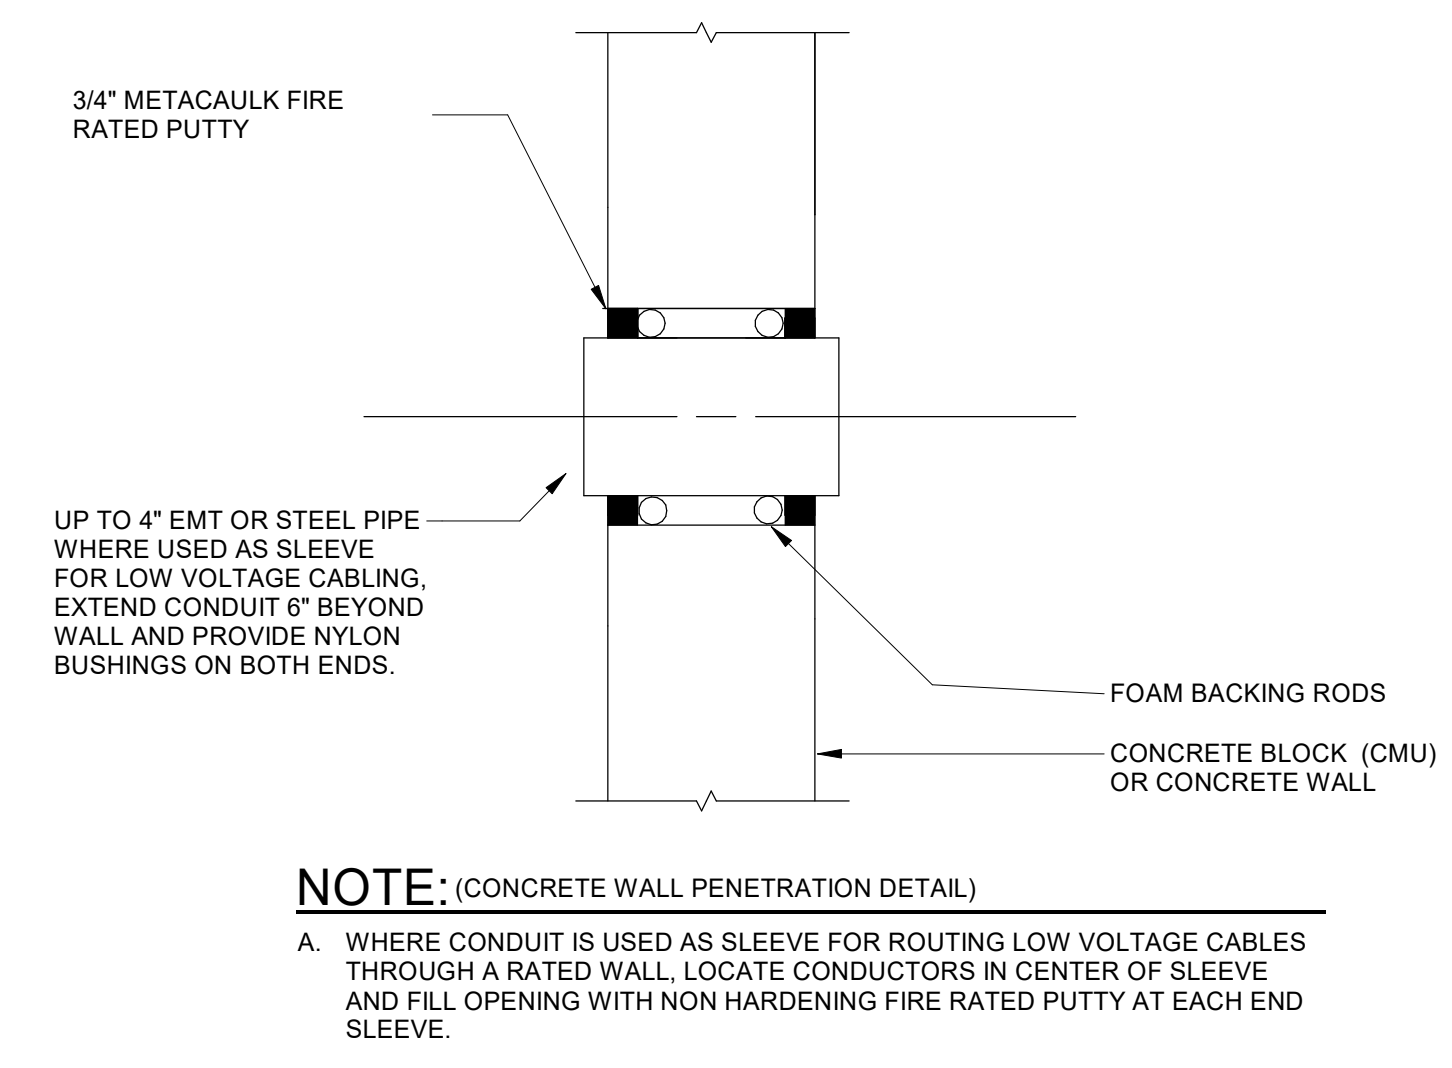 3/4" METACAULK FIRE
RATED PUTTY
UP TO 4" EMT OR STEEL PIPE
WHERE USED AS SLEEVE
FOR LOW VOLTAGE CABLING,
EXTEND CONDUIT 6" BEYOND
WALL AND PROVIDE NYLON
BUSHINGS ON BOTH ENDS.
FOAM BACKING RODS
CONCRETE BLOCK (CMU)
OR CONCRETE WALL
NOTE: (CONCRETE WALL PENETRATION DETAIL)
A. WHERE CONDUIT IS USED AS SLEEVE FOR ROUTING LOW VOLTAGE CABLES
THROUGH A RATED WALL, LOCATE CONDUCTORS IN CENTER OF SLEEVE
AND FILL OPENING WITH NON HARDENING FIRE RATED PUTTY AT EACH END
SLEEVE.